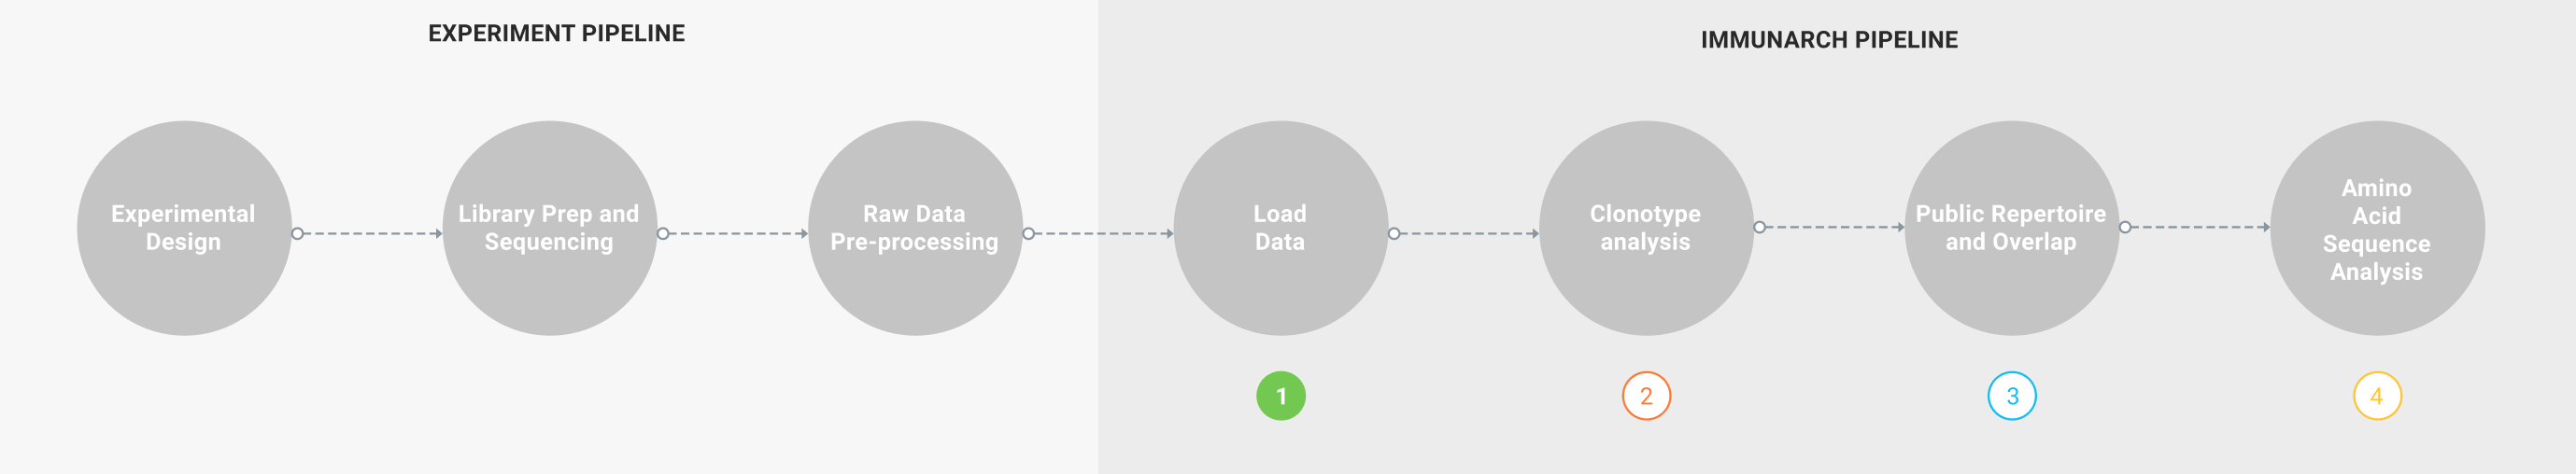 EXPERIMENT PIPELINE
IMMUNARCH PIPELINE
Experimental
Design
Library Prep and
Sequencing
Raw Data
Pre-processing
Load
Data
Clonotype
analysis
Public Repertoire
and Overlap
Amino
Acid
Sequence
Analysis
1
2
3
4